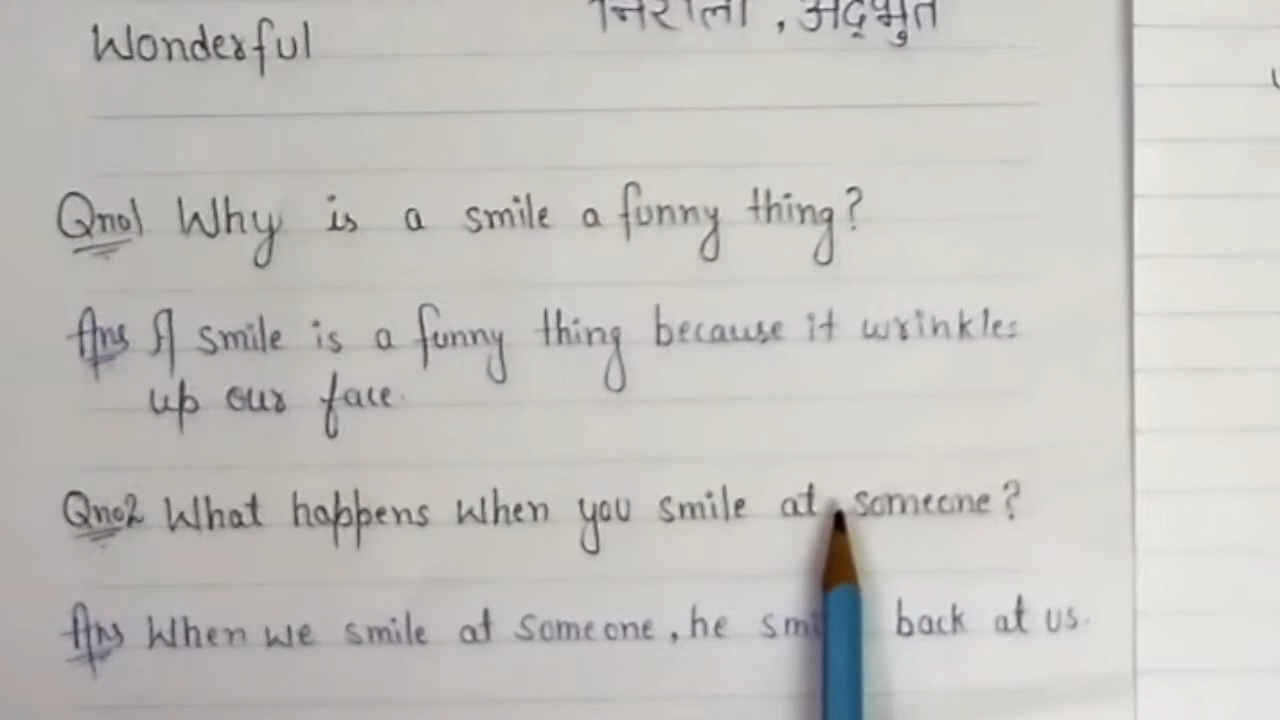 Wonderful निराला, अद्भुत
Qno1 Why is a smile a funny thing?
Ans A smile is a funny thing because it wrinkles
up our face.
Qno2 What happens when you smile at someone?
Ans When we smile at someone, he back at us.